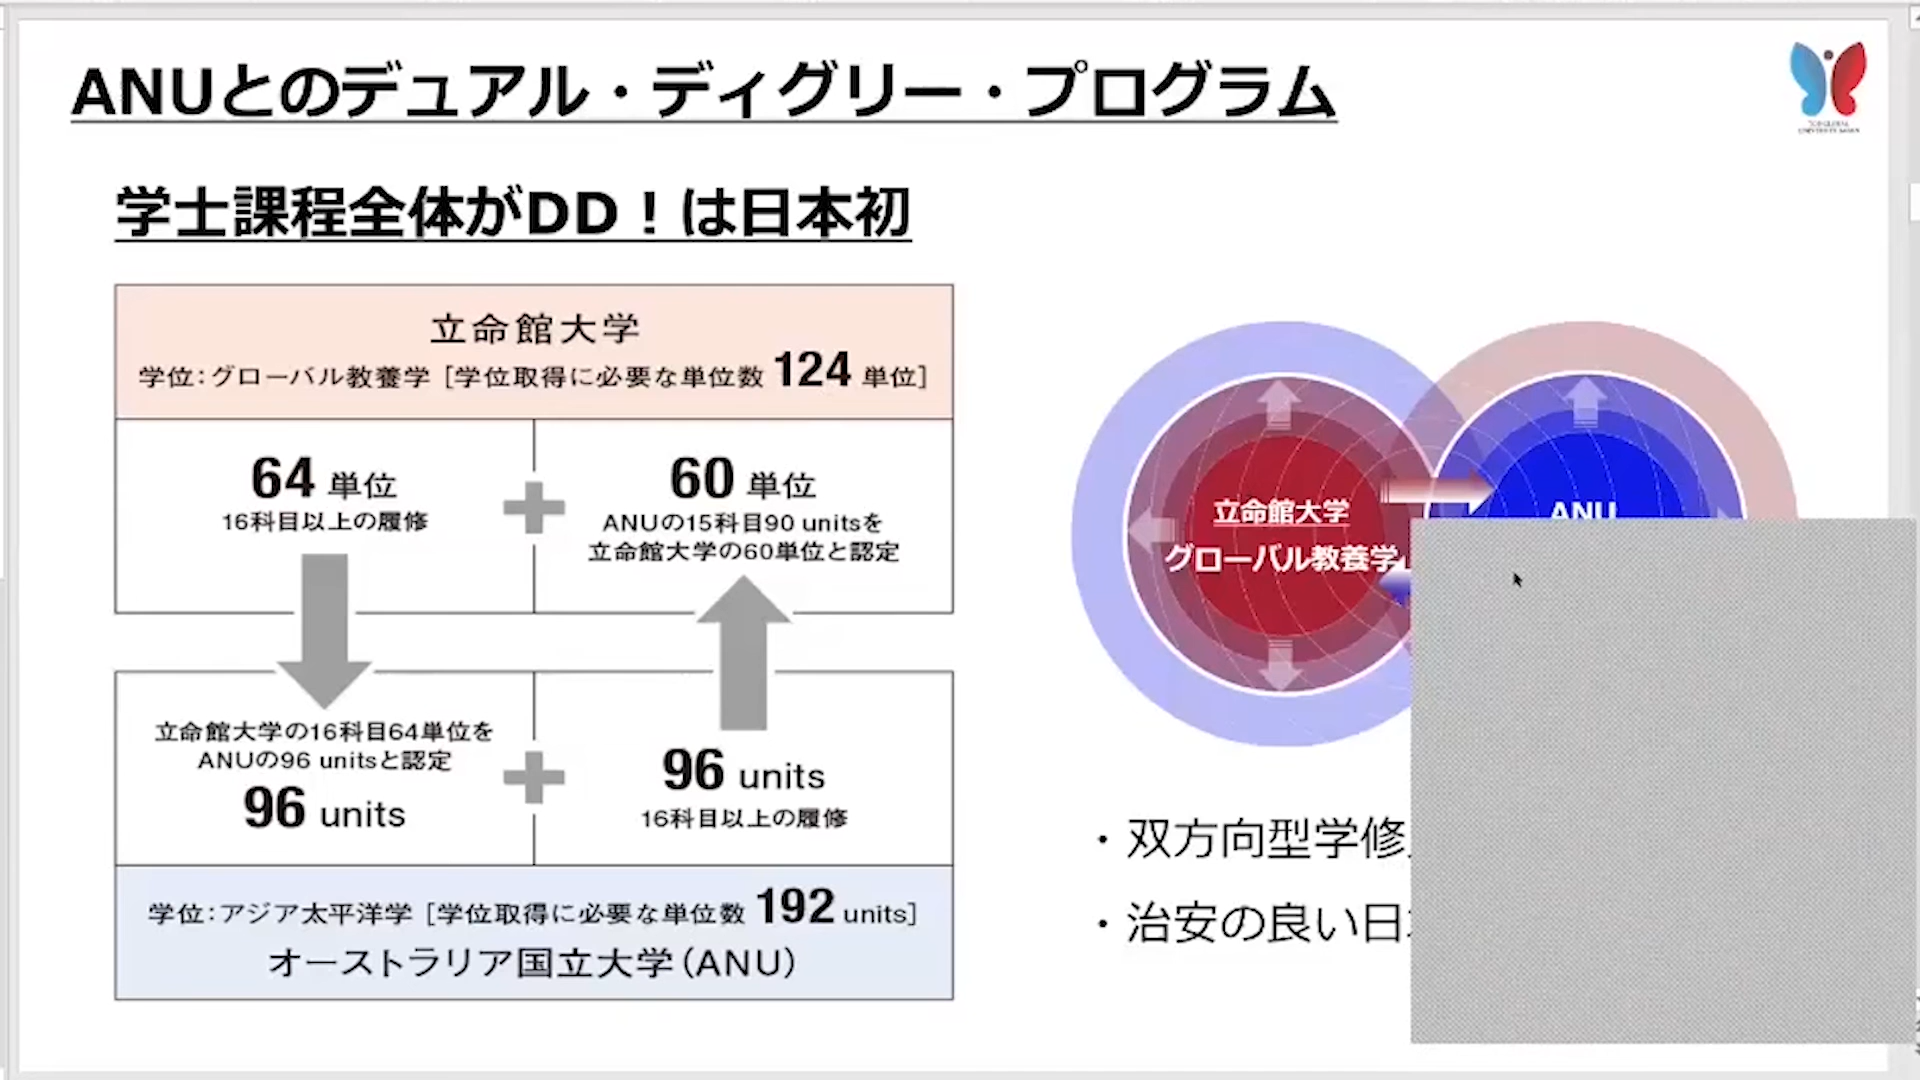 ANUとのデュアル・ディグリー・プログラム
学士課程全体がDD！は日本初
立命館大学
学位：グローバル教養学［学位取得に必要な単位数 124 単位］
64 単位
16科目以上の履修
60 単位
ANUの15科目90 unitsを
立命館大学の60単位と認定
立命館大学の16科目64単位を
ANUの96 unitsと認定
96 units
96 units
16科目以上の履修
学位：アジア太平洋学［学位取得に必要な単位数 192 units］
オーストラリア国立大学（ANU）
立命館大学
グローバル教養学
ANU
・双方向型学修
・治安の良い日